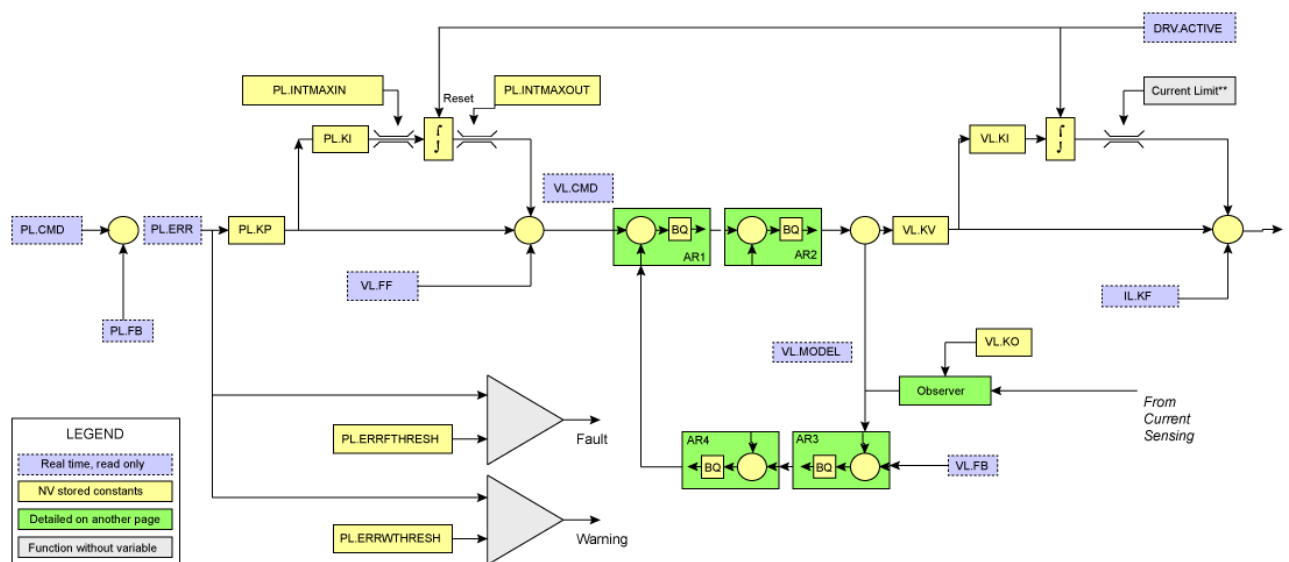 DRV.ACTIVE
PL.INTMAXIN
PL.INTMAXOUT
Current Limit**
Reset
PL.KI
VL.KI
VL.CMD
PL.CMD
PL.ERR
PL.KP
BQ
AR1
BQ
AR2
VL.KV
VL.FF
IL.KF
PL.FB
VL.MODEL
VL.KO
Observer
From
Current
Sensing
PL.ERRFTHRESH
Fault
AR4
BQ
AR3
BQ
VL.FB
PL.ERRWTHRESH
Warning
LEGEND
Real time, read only
NV stored constants
Detailed on another page
Function without variable